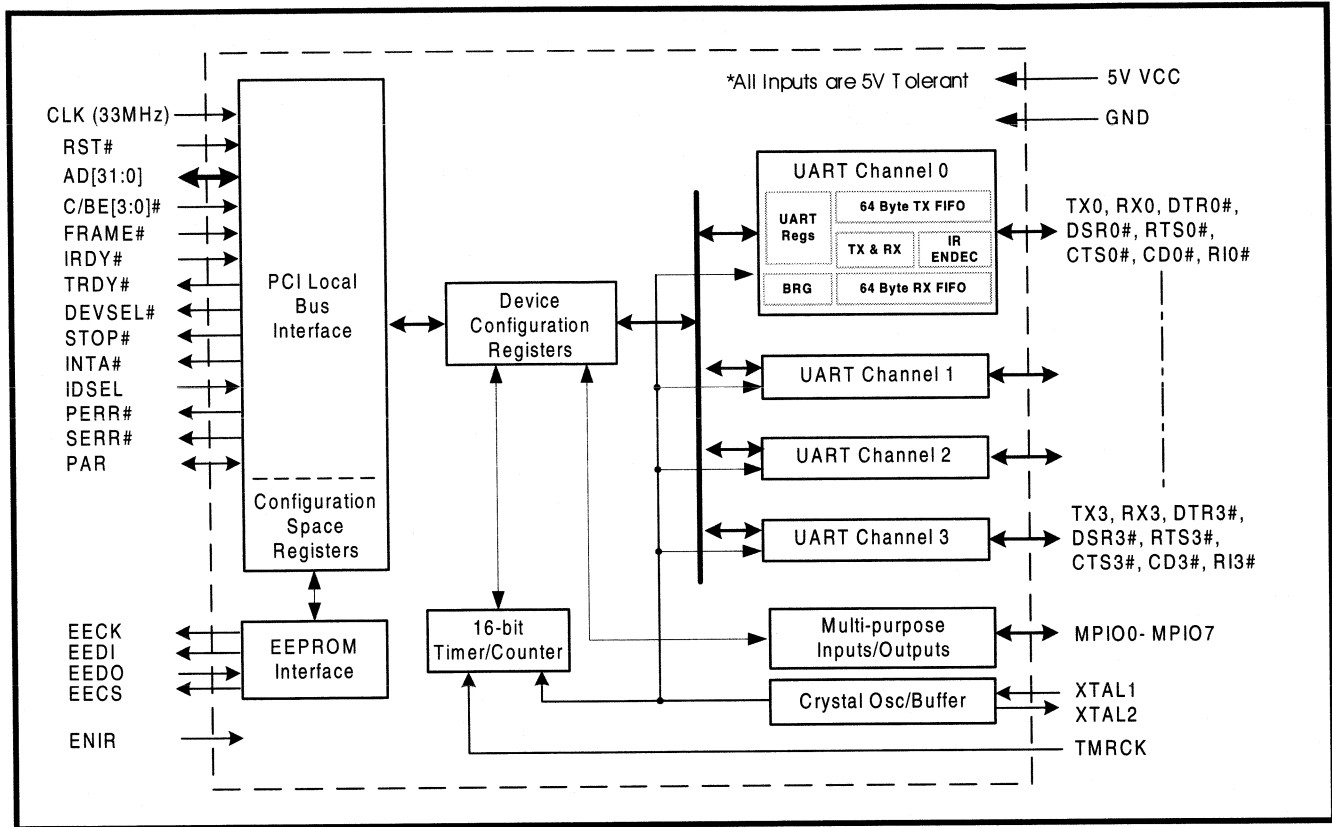 *All Inputs are 5V Tolerant
5V VCC
GND
CLK (33MHz)
RST#
AD[31:0]
C/BE[3:0]#
FRAME#
IRDY#
TRDY#
DEVSEL#
STOP#
INTA#
IDSEL
PERR#
SERR#
PAR
EECK
EEDI
EEDO
EECS
ENIR
PCI Local
Bus
Interface
Configuration
Space
Registers
EEPROM
Interface
Device
Configuration
Registers
16-bit
Timer/Counter
UART Channel 0
UART
Regs
64 Byte TX FIFO
TX & RX
IR
ENDEC
BRG
64 Byte RX FIFO
UART Channel 1
UART Channel 2
UART Channel 3
Multi-purpose
Inputs/Outputs
Crystal Osc/Buffer
TX0, RX0, DTR0#,
DSR0#, RTS0#,
CTS0#, CD0#, RI0#
TX3, RX3, DTR3#,
DSR3#, RTS3#,
CTS3#, CD3#, RI3#
MPIO0- MPIO7
XTAL1
XTAL2
TMRCK